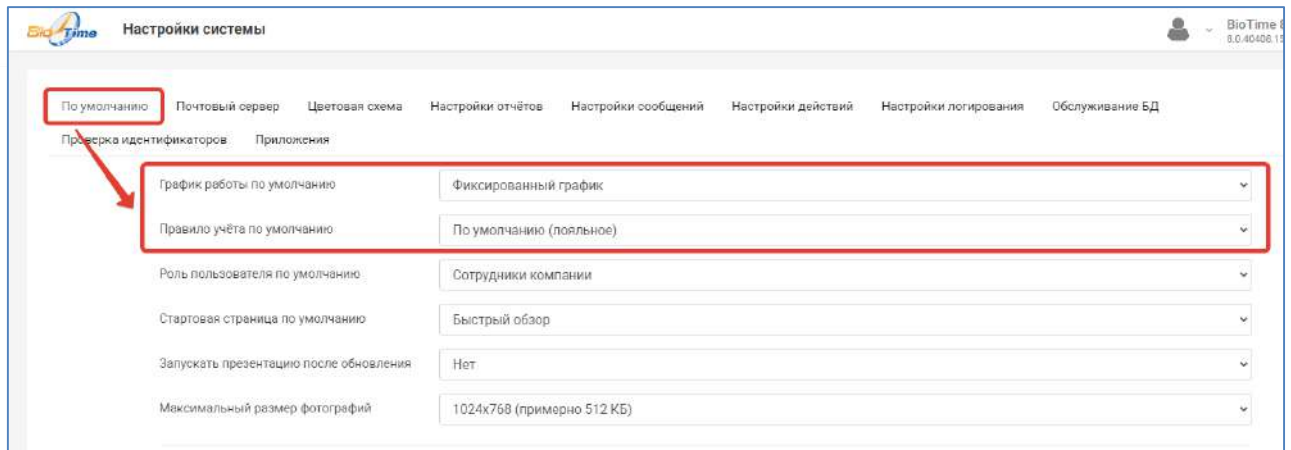 BioTime
Настройки системы
BioTime 8
8.0.40408.15
По умолчанию Почтовый сервер Цветовая схема Настройки отчётов Настройки сообщений Настройки действий Настройки логирования Обслуживание БД
Проверка идентификаторов Приложения
График работы по умолчанию Фиксированный график
Правило учёта по умолчанию По умолчанию (лояльное)
Роль пользователя по умолчанию Сотрудники компании
Стартовая страница по умолчанию Быстрый обзор
Запускать презентацию после обновления Нет
Максимальный размер фотографий 1024x768 (примерно 512 КБ)